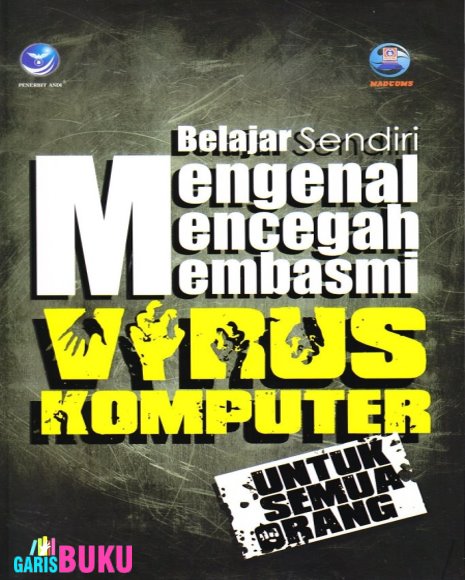 PENERBIT ANDI
MADCOMS
Belajar Sendiri
Mengenal
Mencegah
Membasmi
VIRUS
KOMPUTER
UNTUK
SEMUA
ORANG
GARISBUKU